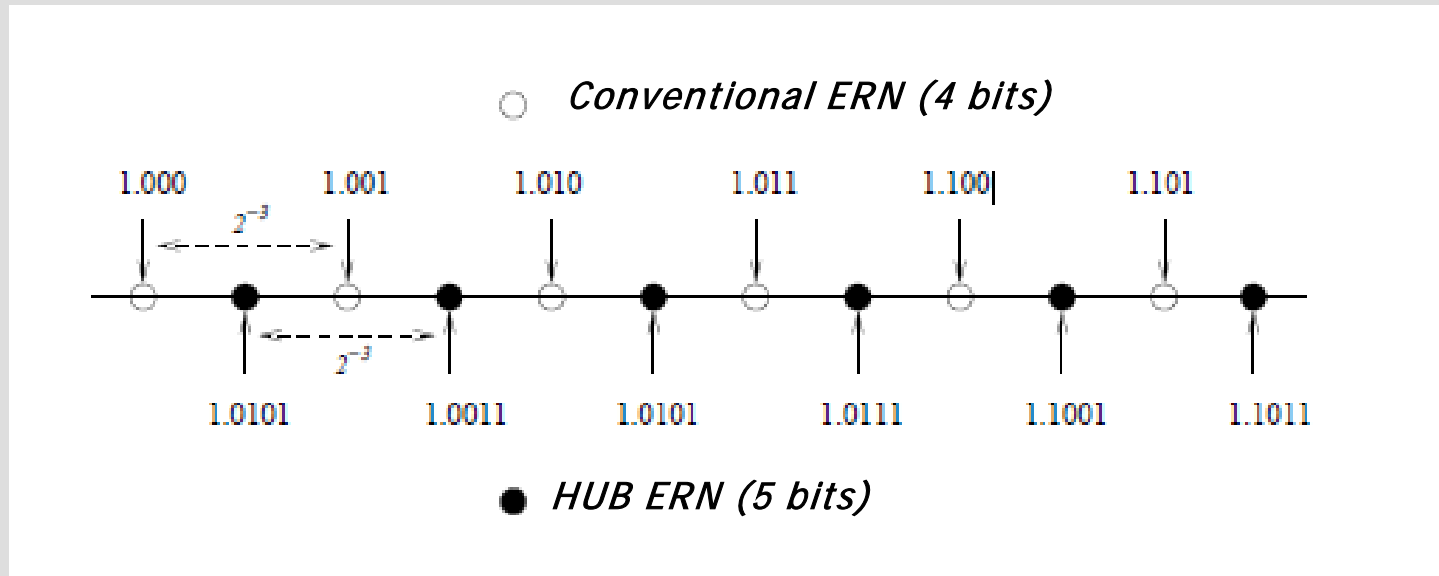 Conventional ERN (4 bits)
1.000 1.001 1.010 1.011 1.100| 1.101
2⁻³
2⁻³
1.0101 1.0011 1.0101 1.0111 1.1001 1.1011
HUB ERN (5 bits)